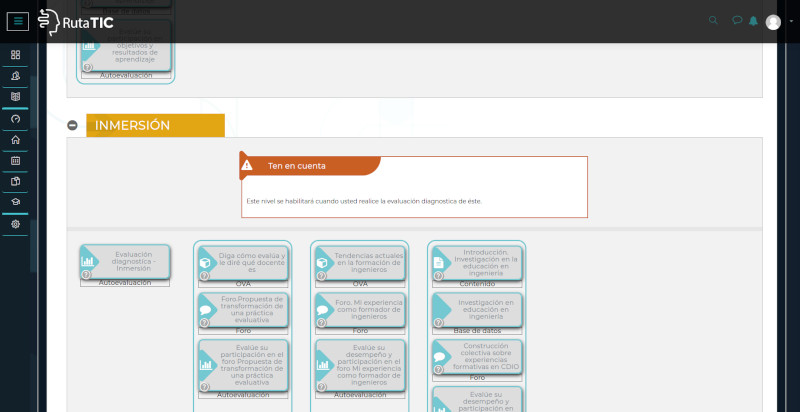 RutaTIC
Base de datos
objetivos y
resultados de
aprendizaje
Autoevaluación
INMERSIÓN
Ten en cuenta
Este nivel se habilitará cuando usted realice la evaluación diagnostica de éste.
Evaluación
diagnostica -
Inmersión
Autoevaluación
Diga cómo evalúa y
le diré qué docente
es
OVA
Foro Propuesta de
transformación de
una práctica
evaluativa
Foro
Evalúe su
participación en el
foro Propuesta de
transformación de
una práctica
evaluativa
Autoevaluación
Tendencias actuales
en la formación de
ingenieros
OVA
Foro. Mi experiencia
como formador de
ingenieros
Foro
Evalúe su
desempeño y
participación en el
foro Mi experiencia
como formador de
ingenieros
Autoevaluación
Introducción,
Investigación en la
educación en
ingeniería
Contenido
Investigación en
educación en
ingeniería
Base de datos
Construcción
colectiva sobre
experiencias
formativas en CDIO
Foro
Evalúe su
desempeño y
participación en